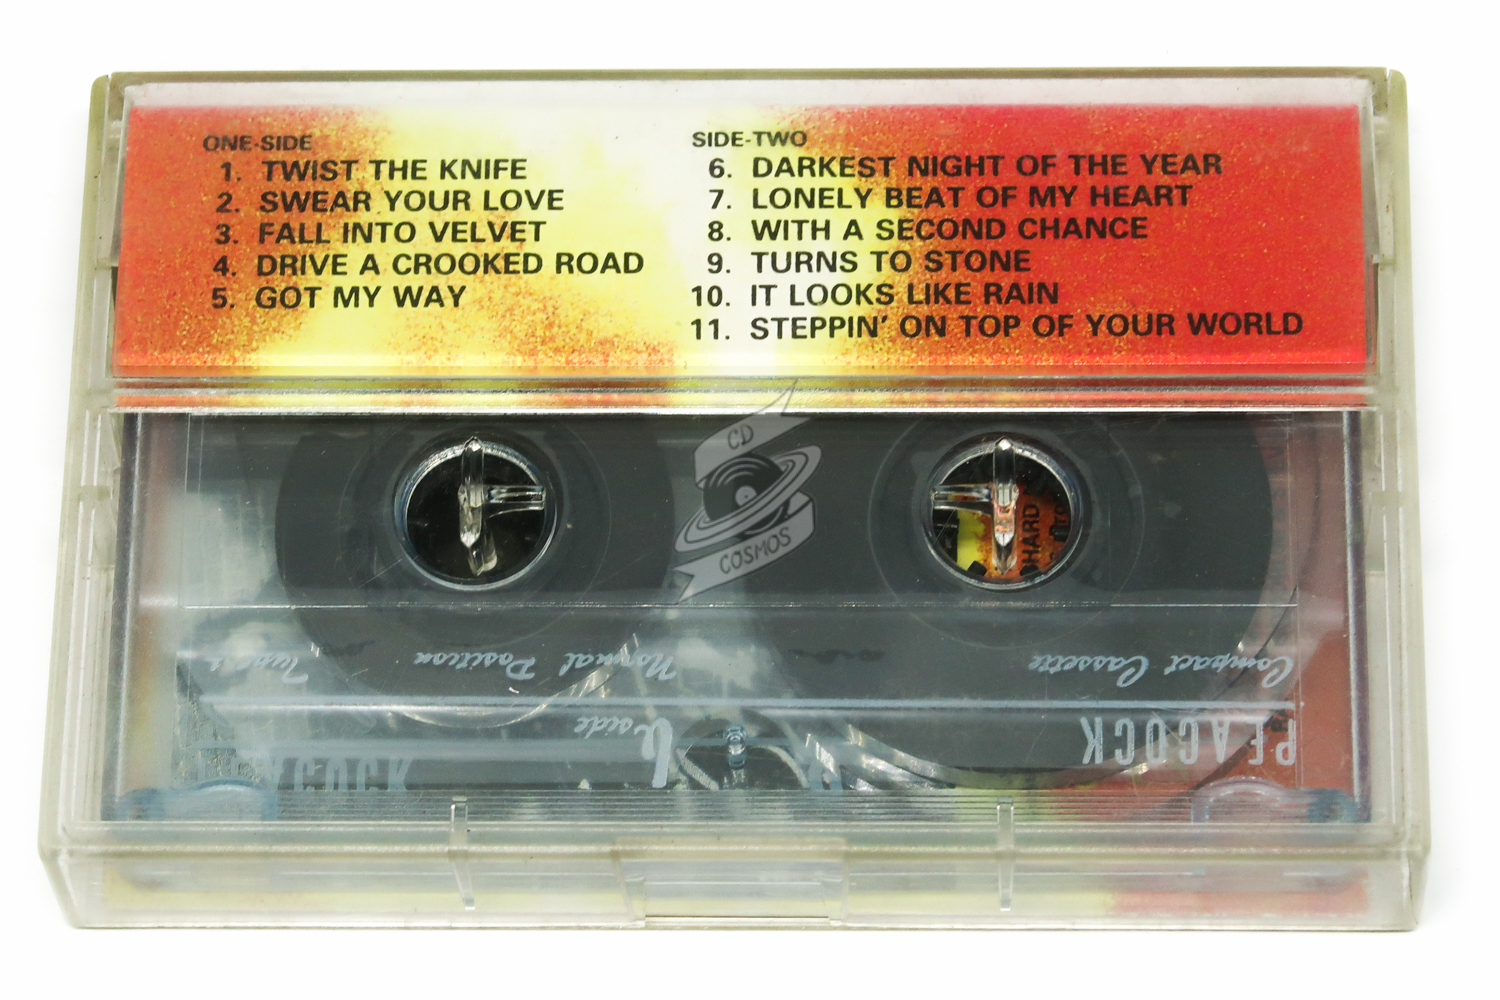 ONE-SIDE
1. TWIST THE KNIFE
2. SWEAR YOUR LOVE
3. FALL INTO VELVET
4. DRIVE A CROOKED ROAD
5. GOT MY WAY
SIDE-TWO
6. DARKEST NIGHT OF THE YEAR
7. LONELY BEAT OF MY HEART
8. WITH A SECOND CHANCE
9. TURNS TO STONE
10. IT LOOKS LIKE RAIN
11. STEPPIN' ON TOP OF YOUR WORLD
CD
COSMOS
HARD
Compact Cassette
Normal Position
PEACOCK
side